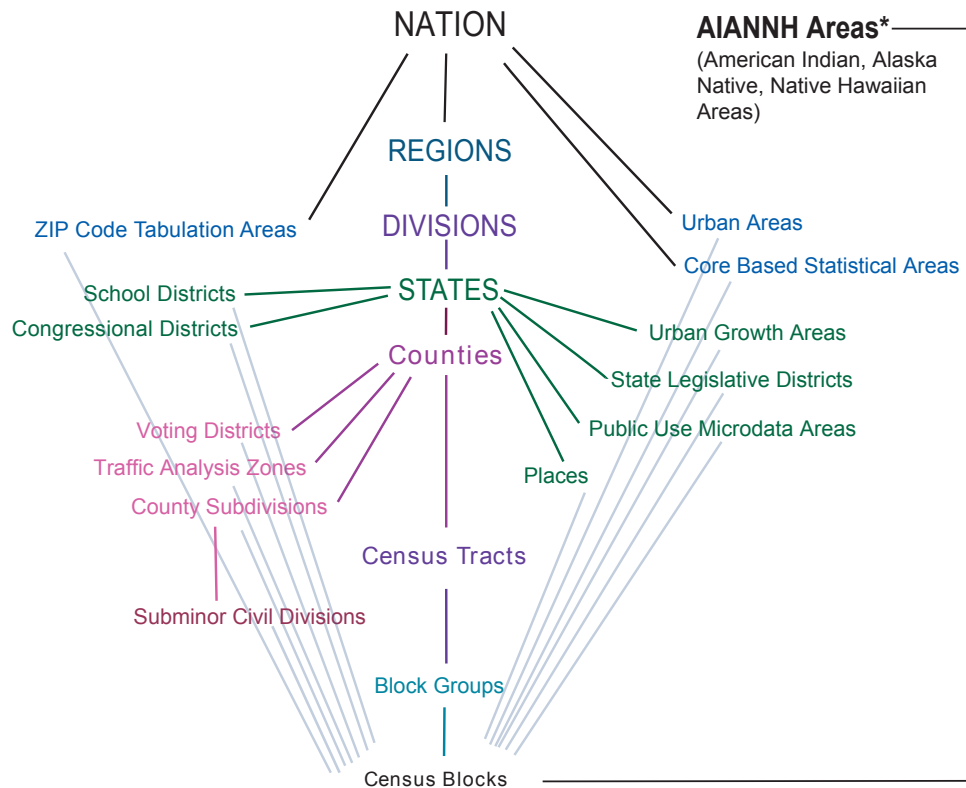 NATION
AIANNH Areas*
(American Indian, Alaska
Native, Native Hawaiian
Areas)
REGIONS
ZIP Code Tabulation Areas
DIVISIONS
Urban Areas
Core Based Statistical Areas
School Districts
STATES
Congressional Districts
Urban Growth Areas
Counties
State Legislative Districts
Voting Districts
Public Use Microdata Areas
Traffic Analysis Zones
Places
County Subdivisions
Census Tracts
Subminor Civil Divisions
Block Groups
Census Blocks